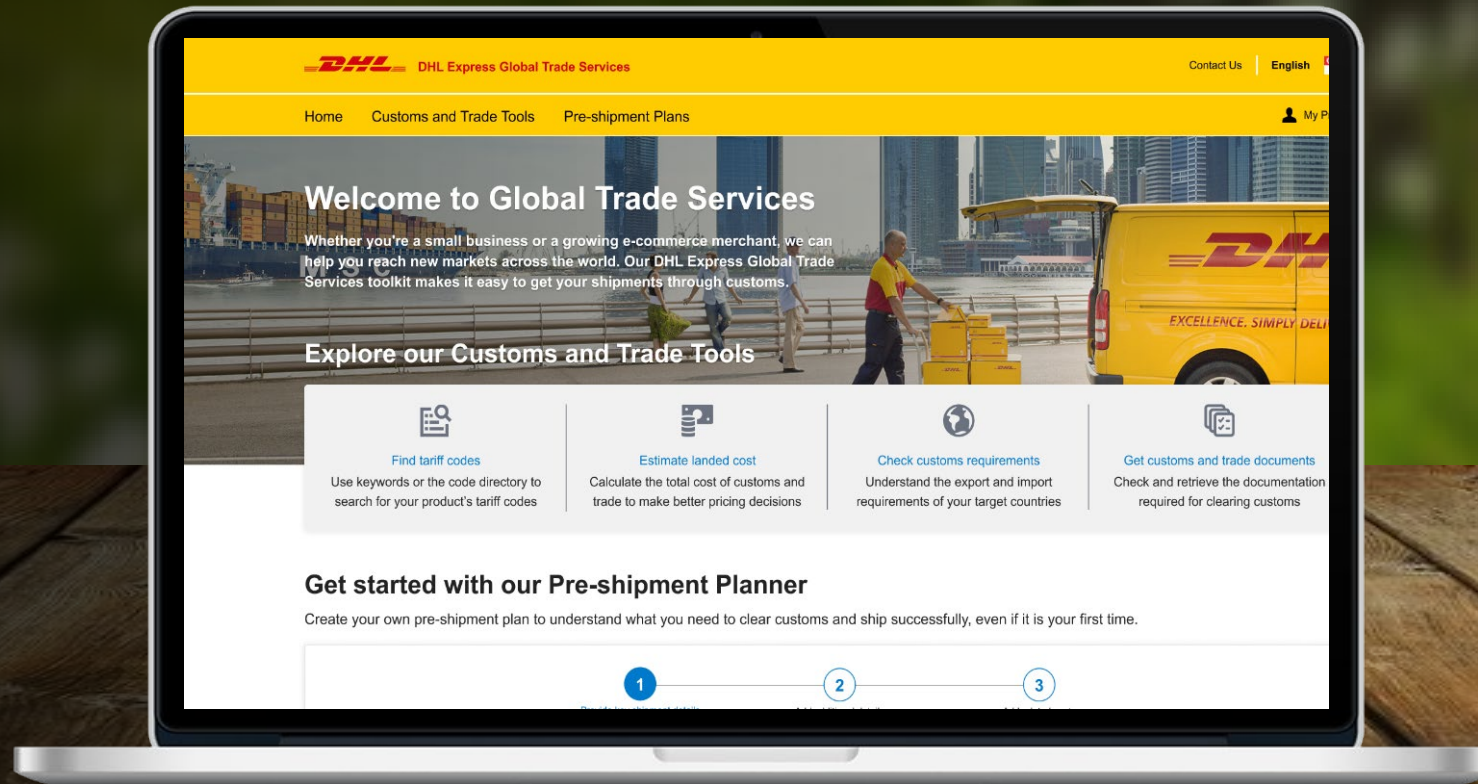 DHL DHL Express Global Trade Services
Contact Us English
Home Customs and Trade Tools Pre-shipment Plans
My
Welcome to Global Trade Services
Whether you're a small business or a growing e-commerce merchant, we can
help you reach new markets across the world. Our DHL Express Global Trade
Services toolkit makes it easy to get your shipments through customs.
M S C
EXCELLENCE. SIMPLY
Explore our Customs and Trade Tools
Find tariff codes
Use keywords or the code directory to
search for your product's tariff codes
Estimate landed cost
Calculate the total cost of customs and
trade to make better pricing decisions
Check customs requirements
Understand the export and import
requirements of your target countries
Get customs and trade documents
Check and retrieve the documentation
required for clearing customs
Get started with our Pre-shipment Planner
Create your own pre-shipment plan to understand what you need to clear customs and ship successfully, even if it is your first time.
1 2 3